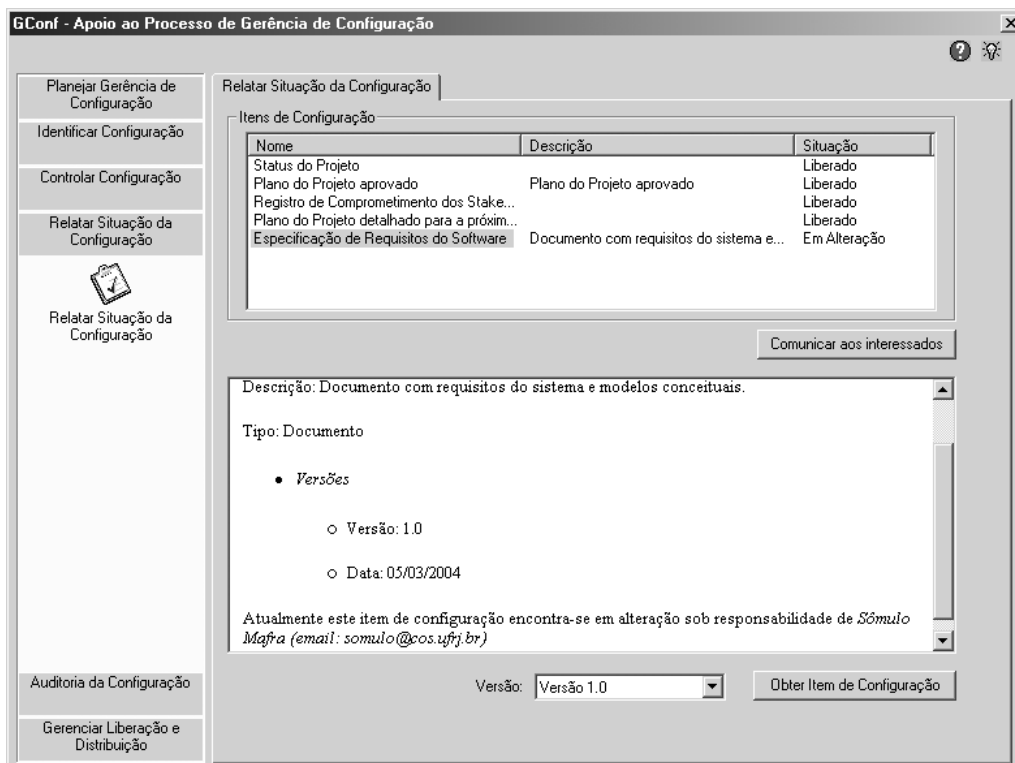 GConf - Apoio ao Processo de Gerência de Configuração
Planejar Gerência de
Configuração
Identificar Configuração
Controlar Configuração
Relatar Situação da
Configuração
Relatar Situação da
Configuração
Auditoria da Configuração
Gerenciar Liberação e
Distribuição
Relatar Situação da Configuração
Itens de Configuração
Nome Descrição Situação
Status do Projeto Liberado
Plano do Projeto aprovado Plano do Projeto aprovado Liberado
Registro de Comprometimento dos Stake... Liberado
Plano do Projeto detalhado para a próxim... Liberado
Especificação de Requisitos do Software Documento com requisitos do sistema e... Em Alteração
Comunicar aos interessados
Descrição: Documento com requisitos do sistema e modelos conceituais.
Tipo: Documento
Versões
Versão: 1.0
Data: 05/03/2004
Atualmente este item de configuração encontra-se em alteração sob responsabilidade de Sômulo
Mafra (email: somulo@cos.ufrj.br)
Versão: Versão 1.0 Obter Item de Configuração